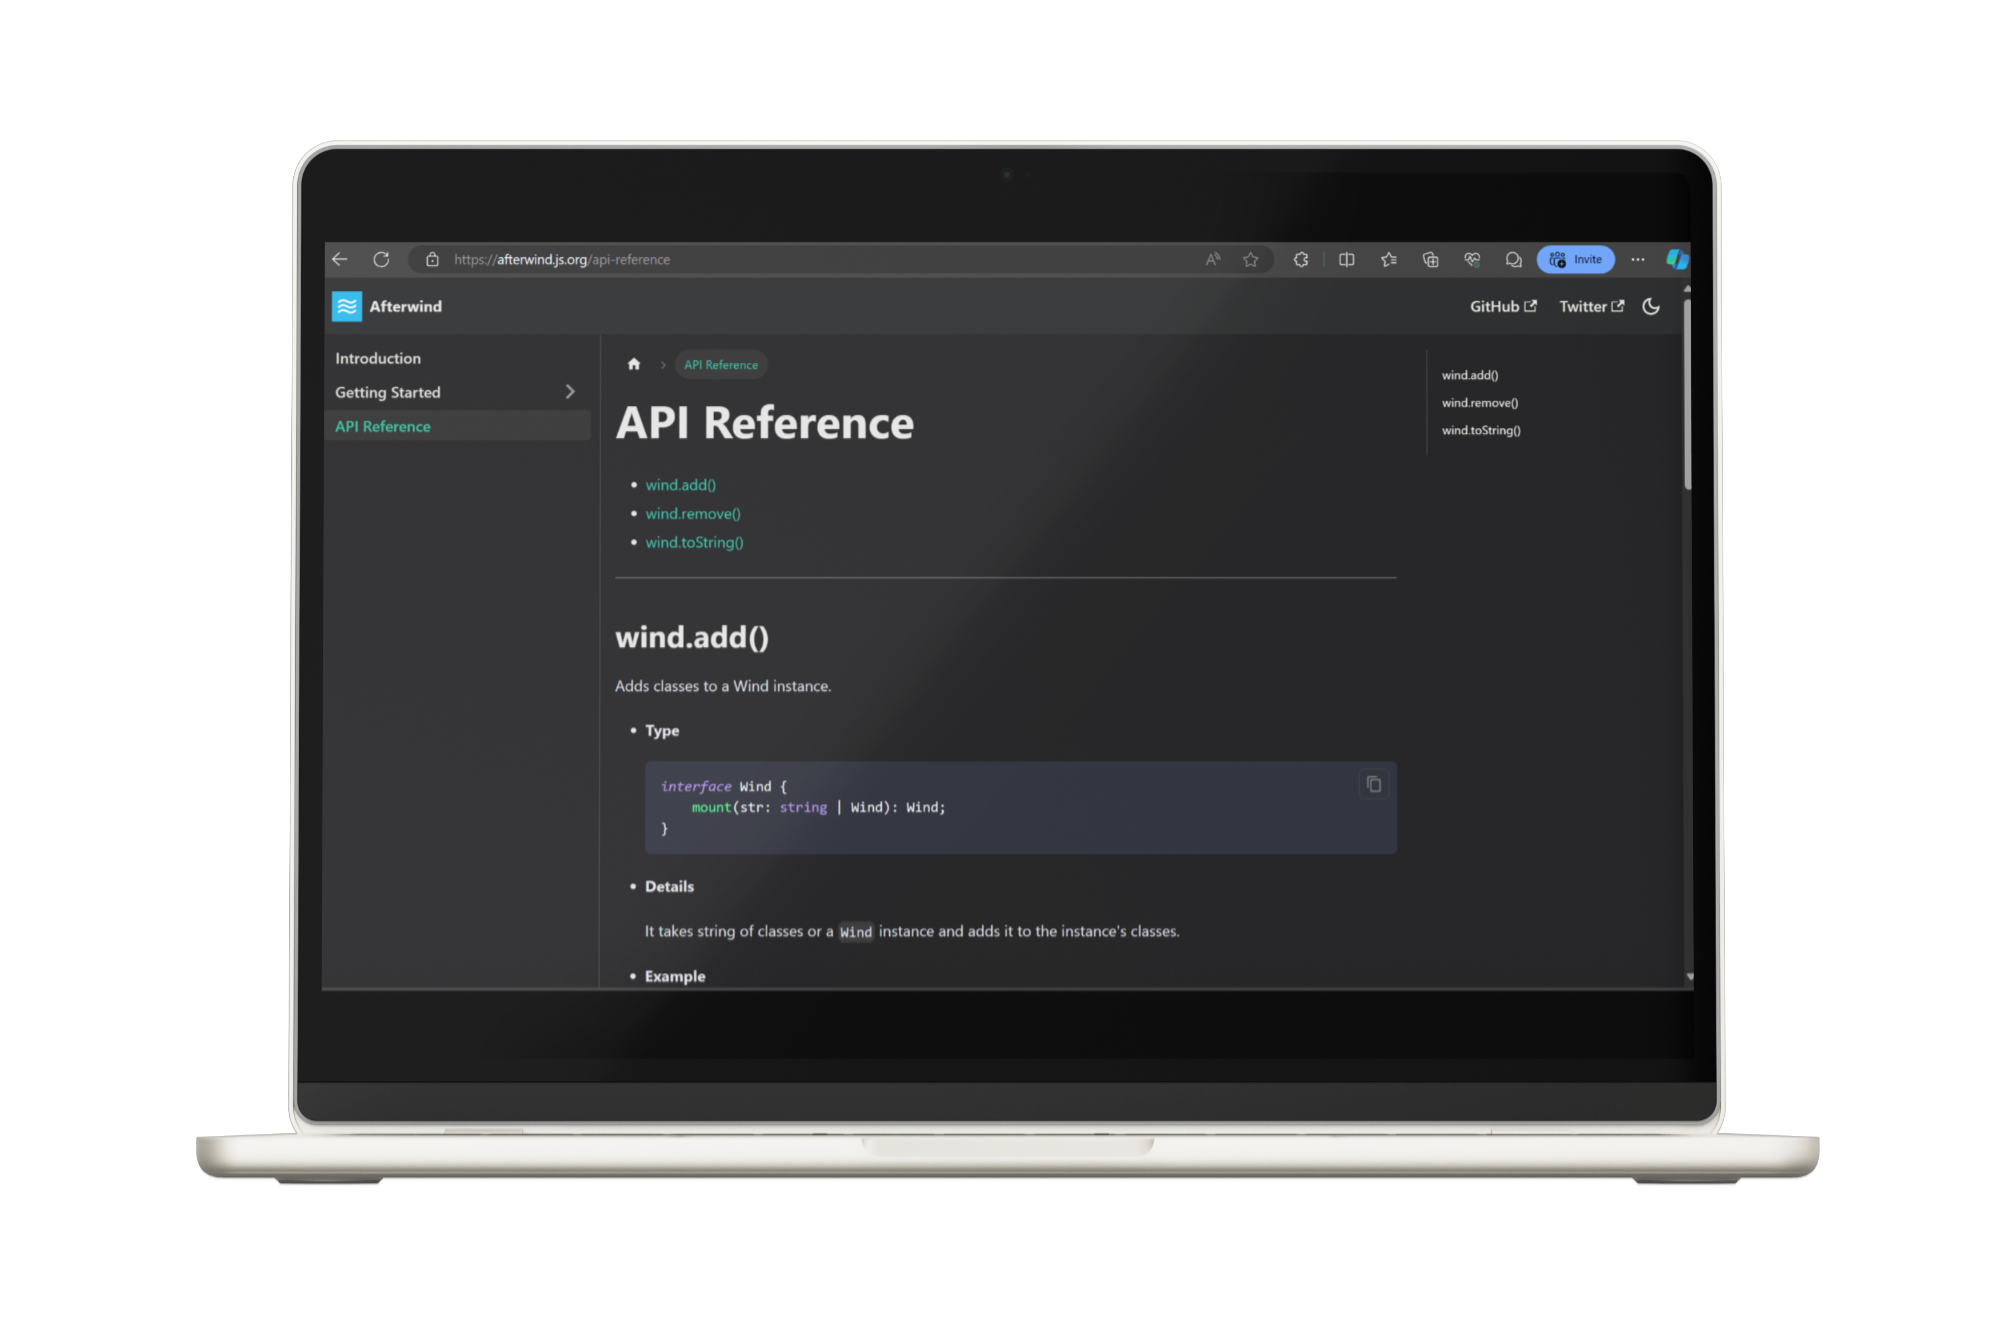 https://afterwind.js.org/api-reference
Invite
Afterwind
GitHub
Twitter
Introduction
Getting Started
API Reference
API Reference
API Reference
wind.add()
wind.remove()
wind.toString()
wind.add()
Adds classes to a Wind instance.
Type
interface Wind {
mount(str: string | Wind): Wind;
}
Details
It takes string of classes or a Wind instance and adds it to the instance's classes.
Example
wind.add()
wind.remove()
wind.toString()